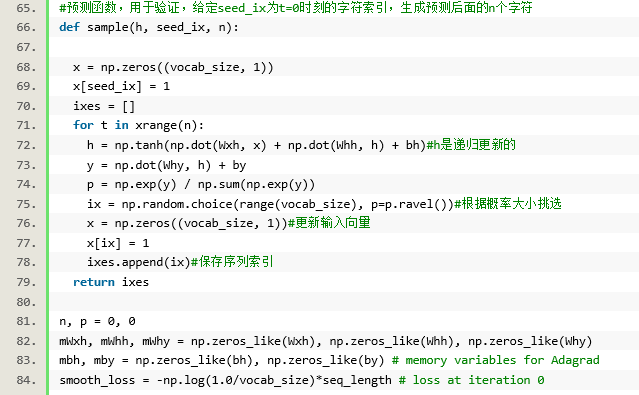 65. #预测函数，用于验证，给定seed_ix为t=0时刻的字符索引，生成预测后面的n个字符
66. def sample(h, seed_ix, n):
67.
68. x = np.zeros((vocab_size, 1))
69. x[seed_ix] = 1
70. ixes = []
71. for t in xrange(n):
72. h = np.tanh(np.dot(Wxh, x) + np.dot(Whh, h) + bh)#h是递归更新的
73. y = np.dot(Why, h) + by
74. p = np.exp(y) / np.sum(np.exp(y))
75. ix = np.random.choice(range(vocab_size), p=p.ravel())#根据概率大小挑选
76. x = np.zeros((vocab_size, 1))#更新输入向量
77. x[ix] = 1
78. ixes.append(ix)#保存序列索引
79. return ixes
80.
81. n, p = 0, 0
82. mWxh, mWhh, mWhy = np.zeros_like(Wxh), np.zeros_like(Whh), np.zeros_like(Why)
83. mbh, mby = np.zeros_like(bh), np.zeros_like(by) # memory variables for Adagrad
84. smooth_loss = -np.log(1.0/vocab_size)*seq_length # loss at iteration 0